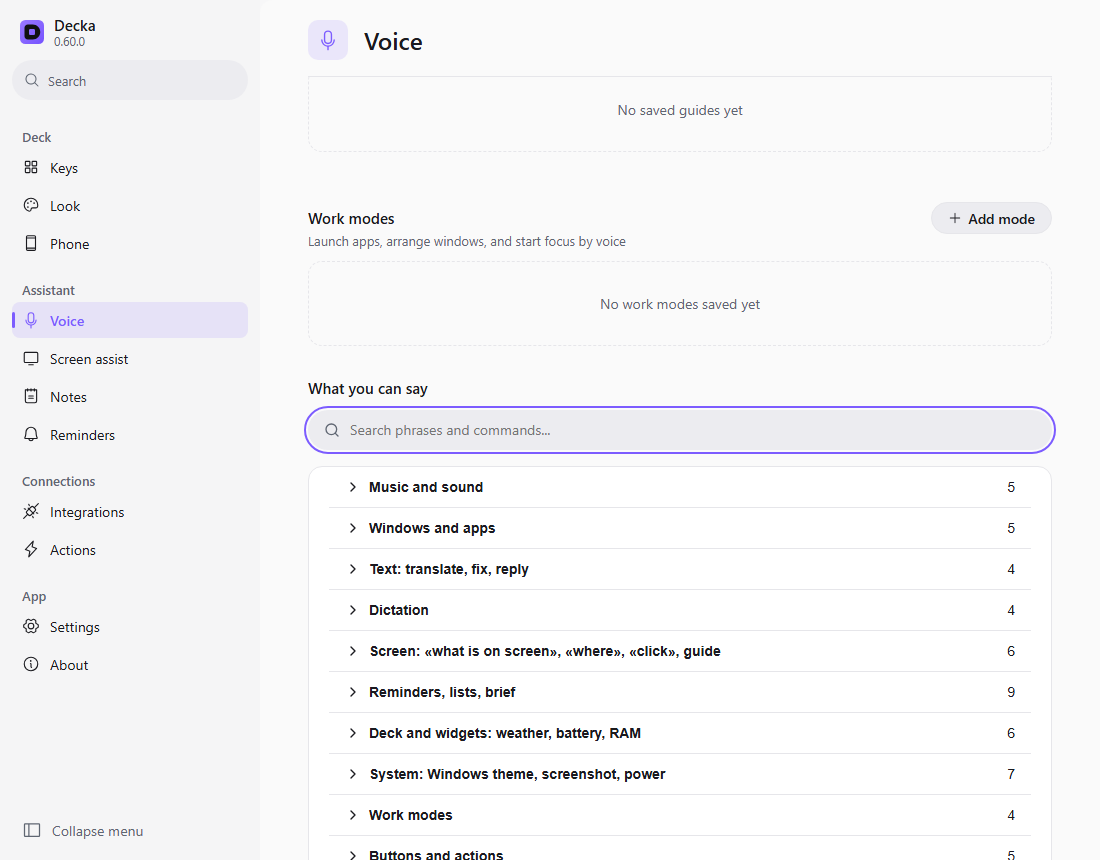 Decka
0.60.0
Search
Deck
Keys
Look
Phone
Assistant
Voice
Screen assist
Notes
Reminders
Connections
Integrations
Actions
App
Settings
About
Collapse menu
Voice
No saved guides yet
Work modes
Add mode
Launch apps, arrange windows, and start focus by voice
No work modes saved yet
What you can say
Search phrases and commands...
Music and sound 5
Windows and apps 5
Text: translate, fix, reply 4
Dictation 4
Screen: «what is on screen», «where», «click», guide 6
Reminders, lists, brief 9
Deck and widgets: weather, battery, RAM 6
System: Windows theme, screenshot, power 7
Work modes 4
Buttons and actions 5